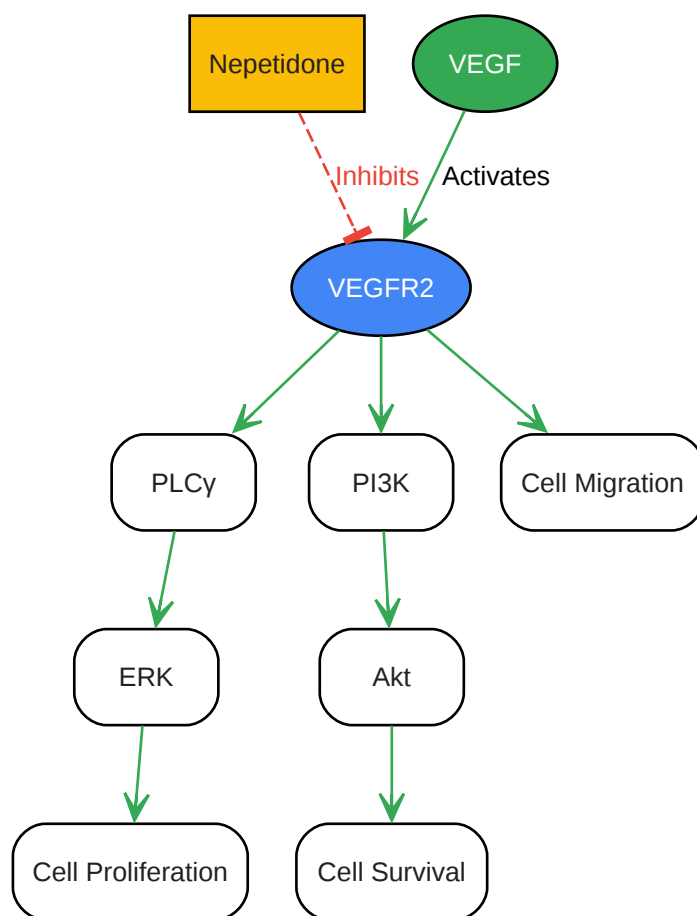 Nepetidone
VEGF
Inhibits
Activates
VEGFR2
PLCγ
PI3K
Cell Migration
ERK
Akt
Cell Proliferation
Cell Survival